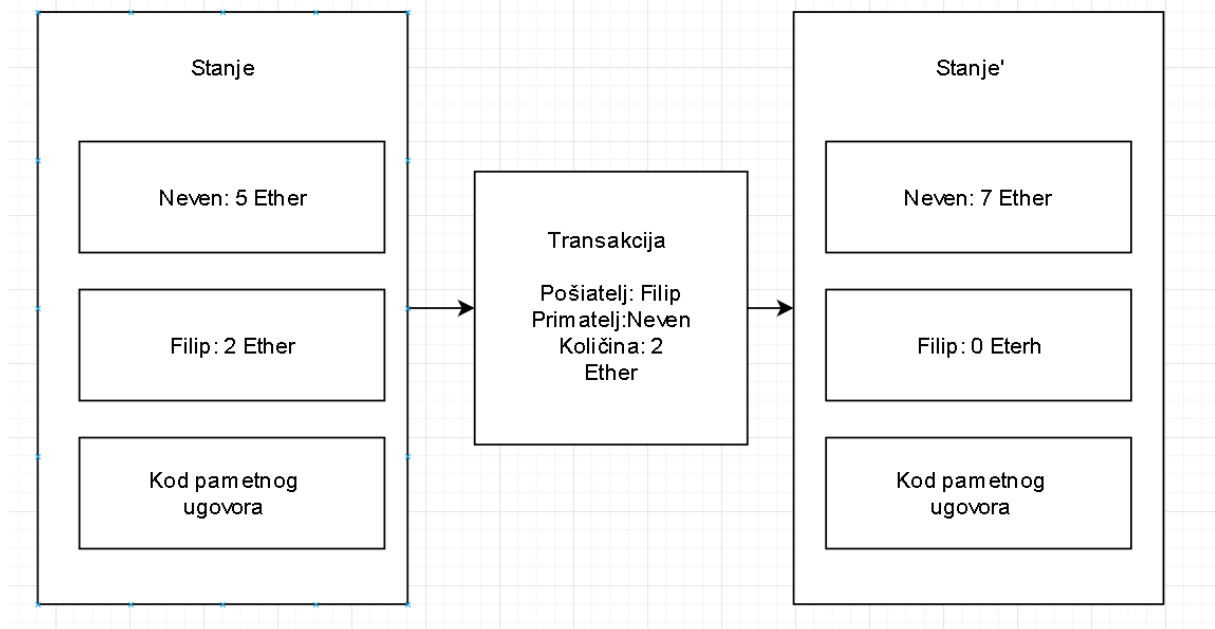 Stanje
Neven: 5 Ether
Filip: 2 Ether
Kod pametnog
ugovora
Transakcija
Pošiatelj: Filip
Primatelj:Neven
Količina: 2
Ether
Stanje'
Neven: 7 Ether
Filip: 0 Eterh
Kod pametnog
ugovora